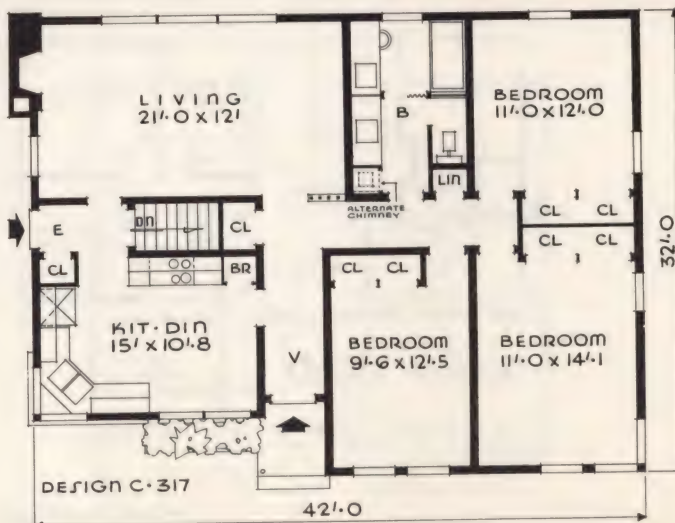 LIVING
21'.0 x 12'
B
BEDROOM
11'.0 x 12'.0
LIN
ALTERNATE
CHIMNEY
DN
E
CL
CL
CL CL
CL CL
CL CL
BR
KIT-DIN
15' x 10'.8
V
BEDROOM
9'.6 x 12'.5
BEDROOM
11'.0 x 14'.1
32'.0
DESIGN C-317
42'.0